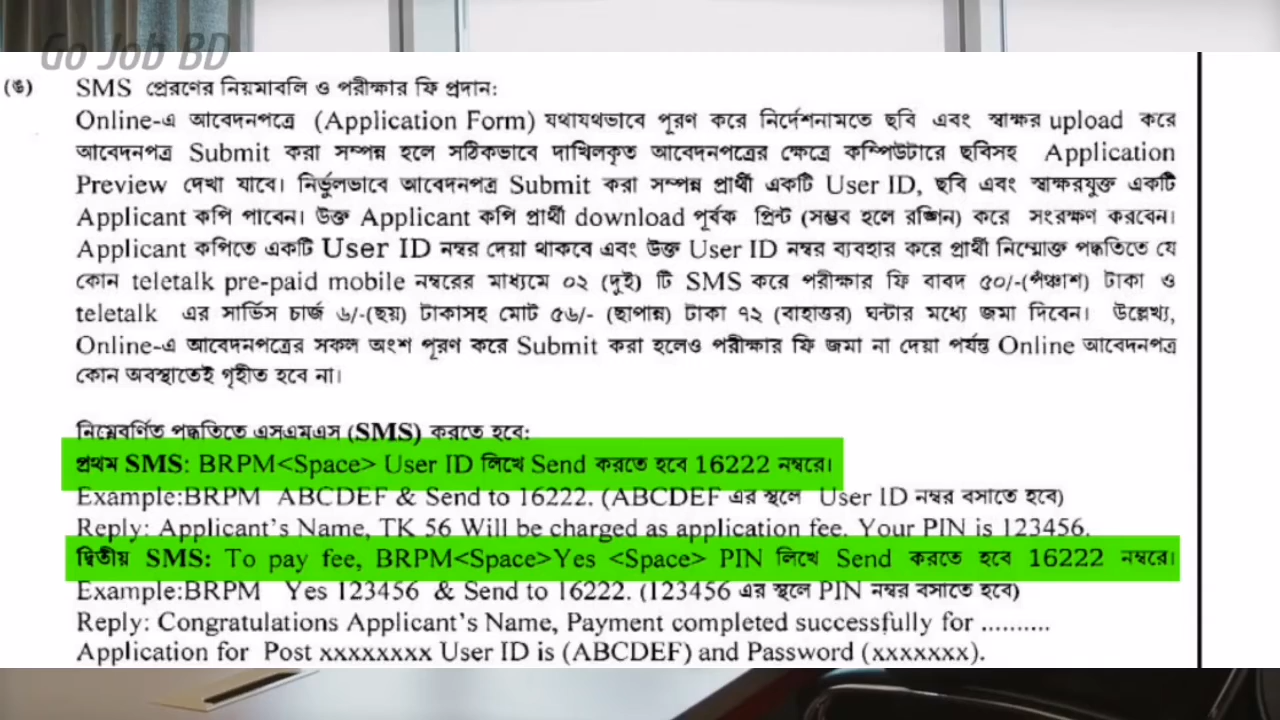 Go Job BD
(ঙ) SMS প্রেরণের নিয়মাবলি ও পরীক্ষার ফি প্রদান:
Online-এ আবেদনপত্রে (Application Form) যথাযথভাবে পূরণ করে নির্দেশনামতে ছবি এবং স্বাক্ষর upload করে
আবেদনপত্র Submit করা সম্পন্ন হলে সঠিকভাবে দাখিলকৃত আবেদনপত্রের ক্ষেত্রে কম্পিউটারে ছবিসহ Application
Preview দেখা যাবে। নির্ভুলভাবে আবেদনপত্র Submit করা সম্পন্ন প্রার্থী একটি User ID, ছবি এবং স্বাক্ষরযুক্ত একটি
Applicant কপি পাবেন। উক্ত Applicant কপি প্রার্থী download পূর্বক প্রিন্ট (সম্ভব হলে রঙ্গিন) করে সংরক্ষণ করবেন।
Applicant কপিতে একটি User ID নম্বর দেয়া থাকবে এবং উক্ত User ID নম্বর ব্যবহার করে প্রার্থী নিম্মোক্ত পদ্ধতিতে যে
কোন teletalk pre-paid mobile নম্বরের মাধ্যমে ০২ (দুই) টি SMS করে পরীক্ষার ফি বাবদ ৫০/-(পঁঞ্চাশ) টাকা ও
teletalk এর সার্ভিস চার্জ ৬/-(ছয়) টাকাসহ মোট ৫৬/- (ছাপান্ন) টাকা ৭২ (বাহাত্তর) ঘন্টার মধ্যে জমা দিবেন। উল্লেখ্য,
Online-এ আবেদনপত্রের সকল অংশ পূরণ করে Submit করা হলেও পরীক্ষার ফি জমা না দেয়া পর্যন্ত Online আবেদনপত্র
কোন অবস্থাতেই গৃহীত হবে না।
নিম্নেবর্ণিত পদ্ধতিতে এসএমএস (SMS) করতে হবে:
প্রথম SMS: BRPM<Space> User ID লিখে Send করতে হবে 16222 নম্বরে।
Example:BRPM ABCDEF & Send to 16222. (ABCDEF এর স্থলে User ID নম্বর বসাতে হবে)
Reply: Applicant's Name, TK 56 Will be charged as application fee. Your PIN is 123456.
দ্বিতীয় SMS: To pay fee, BRPM<Space>Yes <Space> PIN লিখে Send করতে হবে 16222 নম্বরে।
Example:BRPM Yes 123456 & Send to 16222. (123456 এর স্থলে PIN নম্বর বসাতে হবে)
Reply: Congratulations Applicant's Name, Payment completed successfully for ..........
Application for Post xxxxxxxx User ID is (ABCDEF) and Password (xxxxxxx).